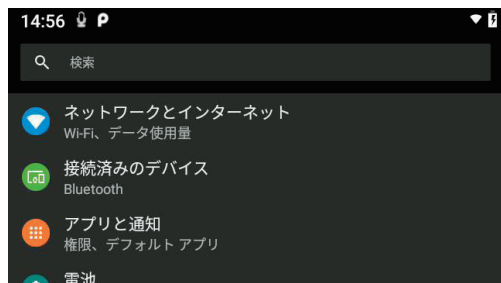 14:56
検索
ネットワークとインターネット
Wi-Fi、データ使用量
接続済みのデバイス
Bluetooth
アプリと通知
権限、デフォルト アプリ
電池